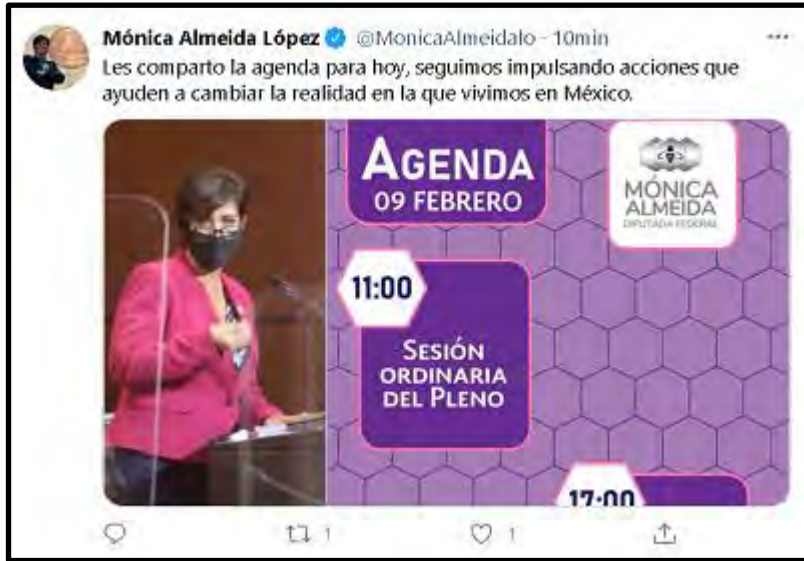 Mónica Almeida López @MonicaAlmeidalo · 10min
Les comparto la agenda para hoy, seguimos impulsando acciones que
ayuden a cambiar la realidad en la que vivimos en México.
AGENDA
09 FEBRERO
MÓNICA
ALMEIDA
DIPUTADA FEDERAL
11:00
SESIÓN
ORDINARIA
DEL PLENO
17:00
1
1